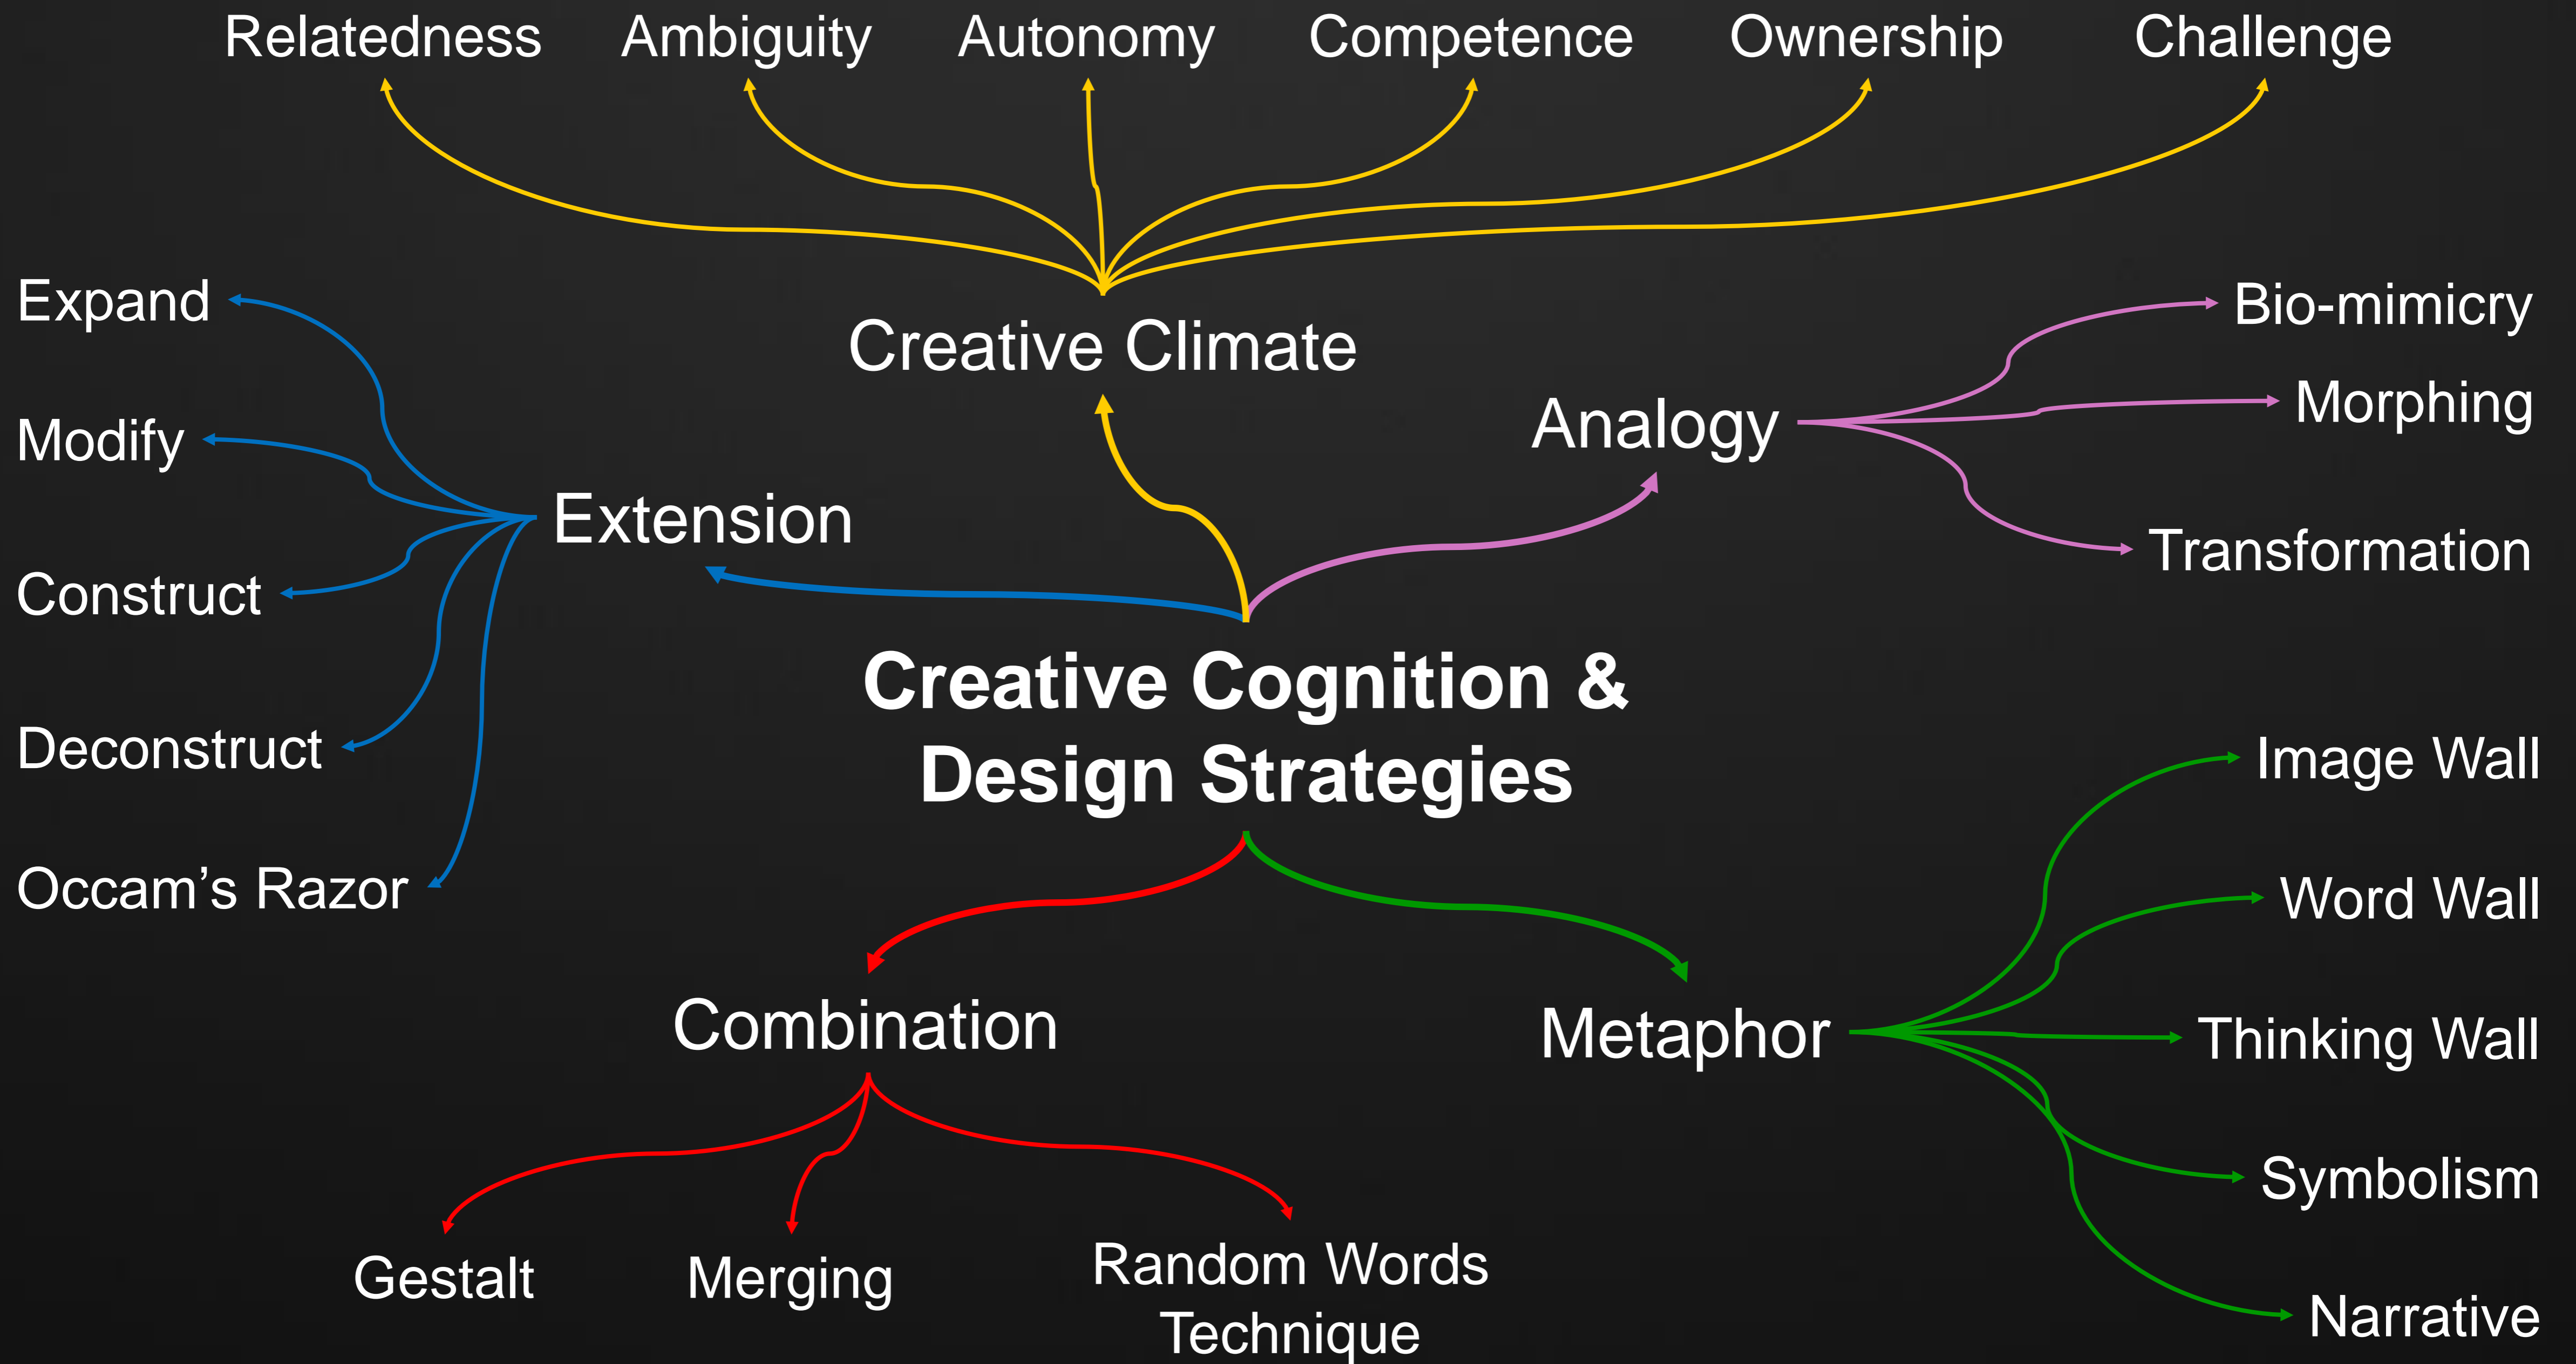 Relatedness
Ambiguity
Autonomy
Competence
Ownership
Challenge
Creative Climate
Expand
Modify
Construct
Deconstruct
Occam’s Razor
Extension
Analogy
Bio-mimicry
Morphing
Transformation
Creative Cognition &
Design Strategies
Combination
Gestalt
Merging
Random Words
Technique
Metaphor
Image Wall
Word Wall
Thinking Wall
Symbolism
Narrative